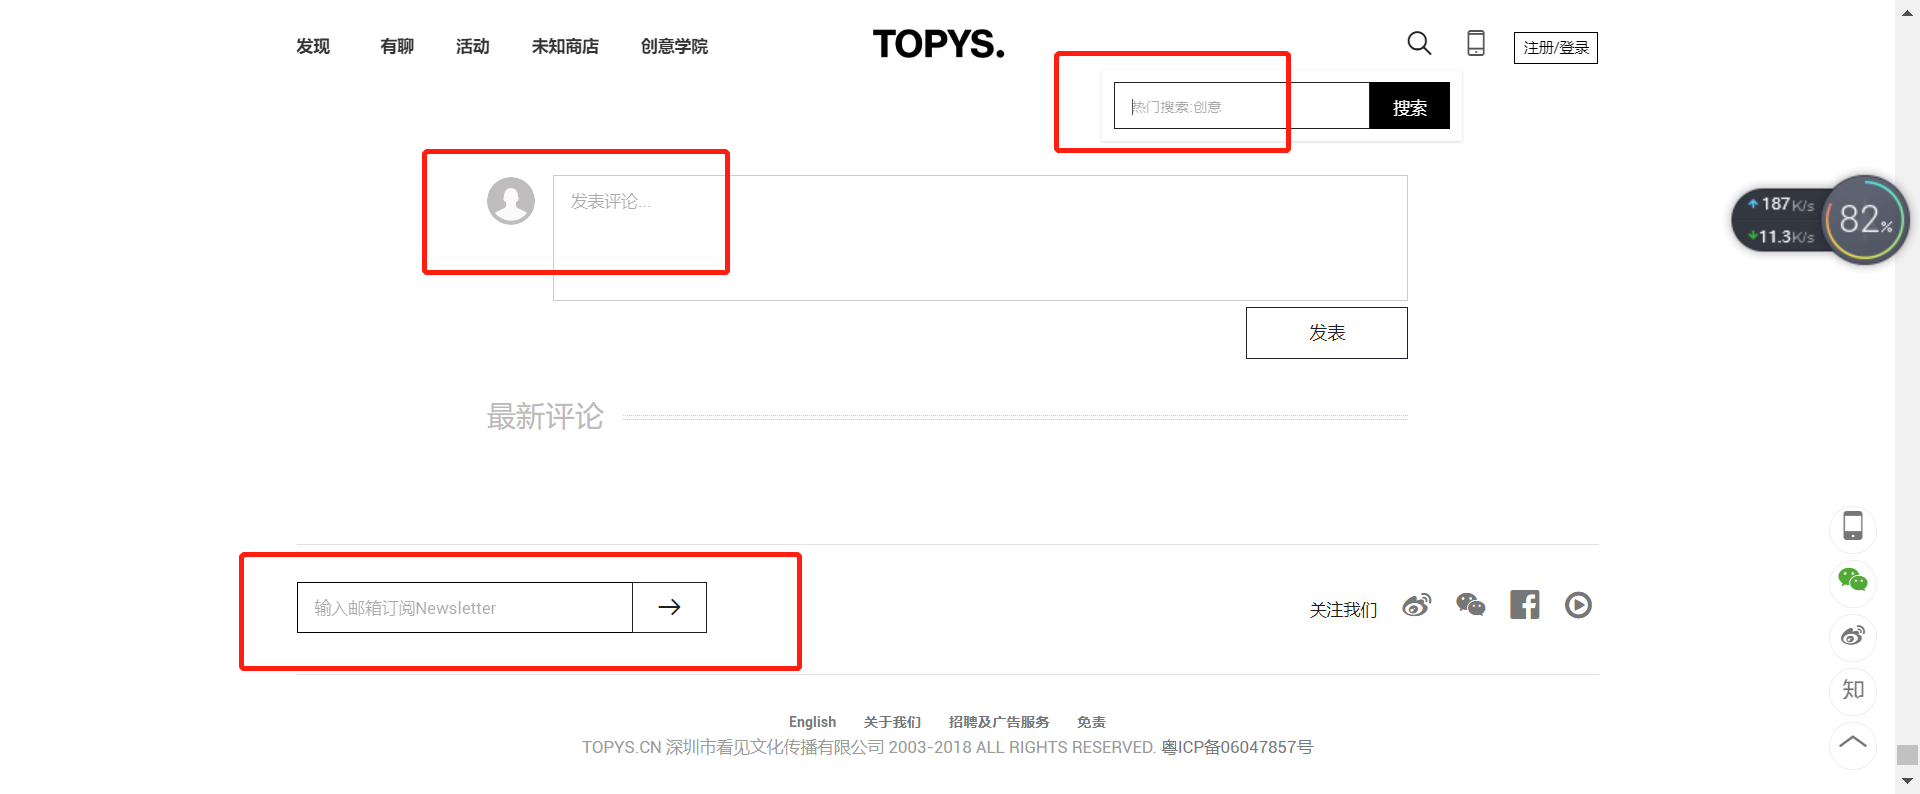 发现 有聊 活动 未知商店 创意学院 TOPYS. 注册/登录
热门搜索:创意 搜索
发表评论...
187K/s
11.3K/s
82%
发表
最新评论
输入邮箱订阅Newsletter
关注我们
知
English 关于我们 招聘及广告服务 免责
TOPYS.CN 深圳市看见文化传播有限公司 2003-2018 ALL RIGHTS RESERVED. 粤ICP备06047857号